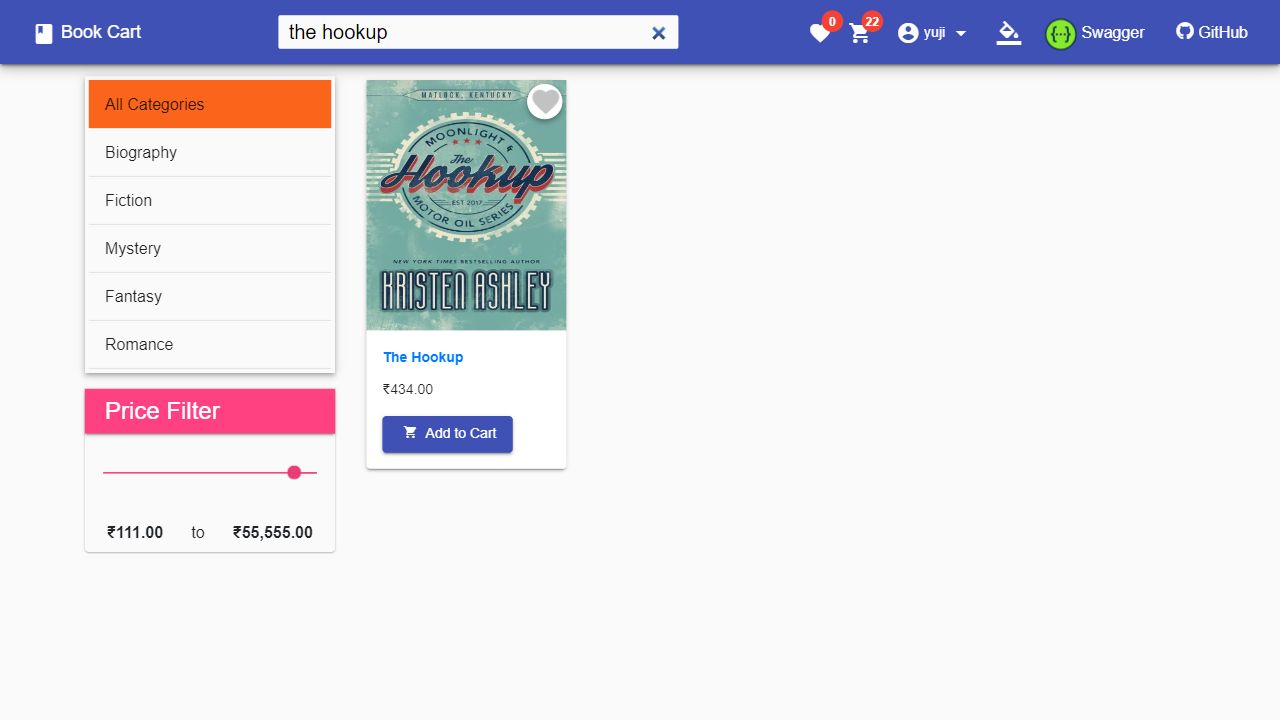 Book Cart
the hookup
0
22
yuji
Swagger
GitHub
All Categories
Biography
Fiction
Mystery
Fantasy
Romance
Price Filter
₹111.00 to ₹55,555.00
MATLOCK, KENTUCKY
MOONLIGHT &
The
Hookup
EST 2017
MOTOR OIL SERIES
NEW YORK TIMES BESTSELLING AUTHOR
KRISTEN ASHLEY
The Hookup
₹434.00
Add to Cart